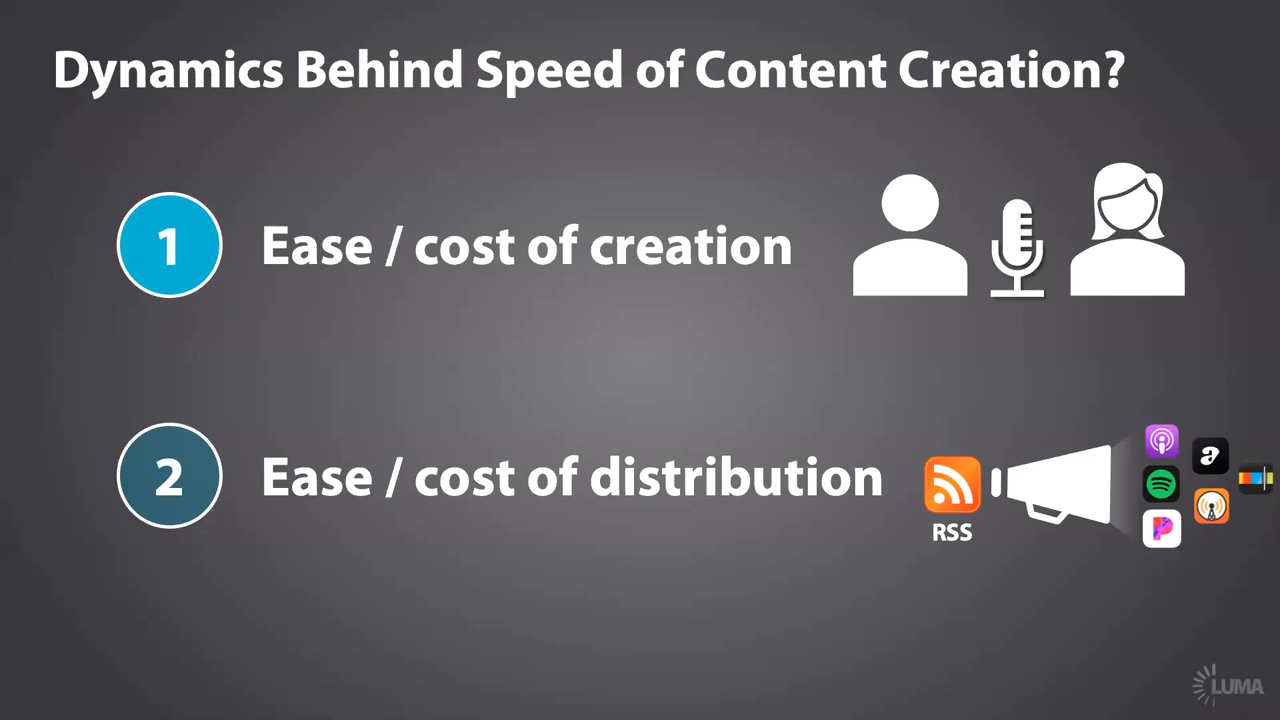 Dynamics Behind Speed of Content Creation?
1 Ease / cost of creation
2 Ease / cost of distribution
RSS
LUMA